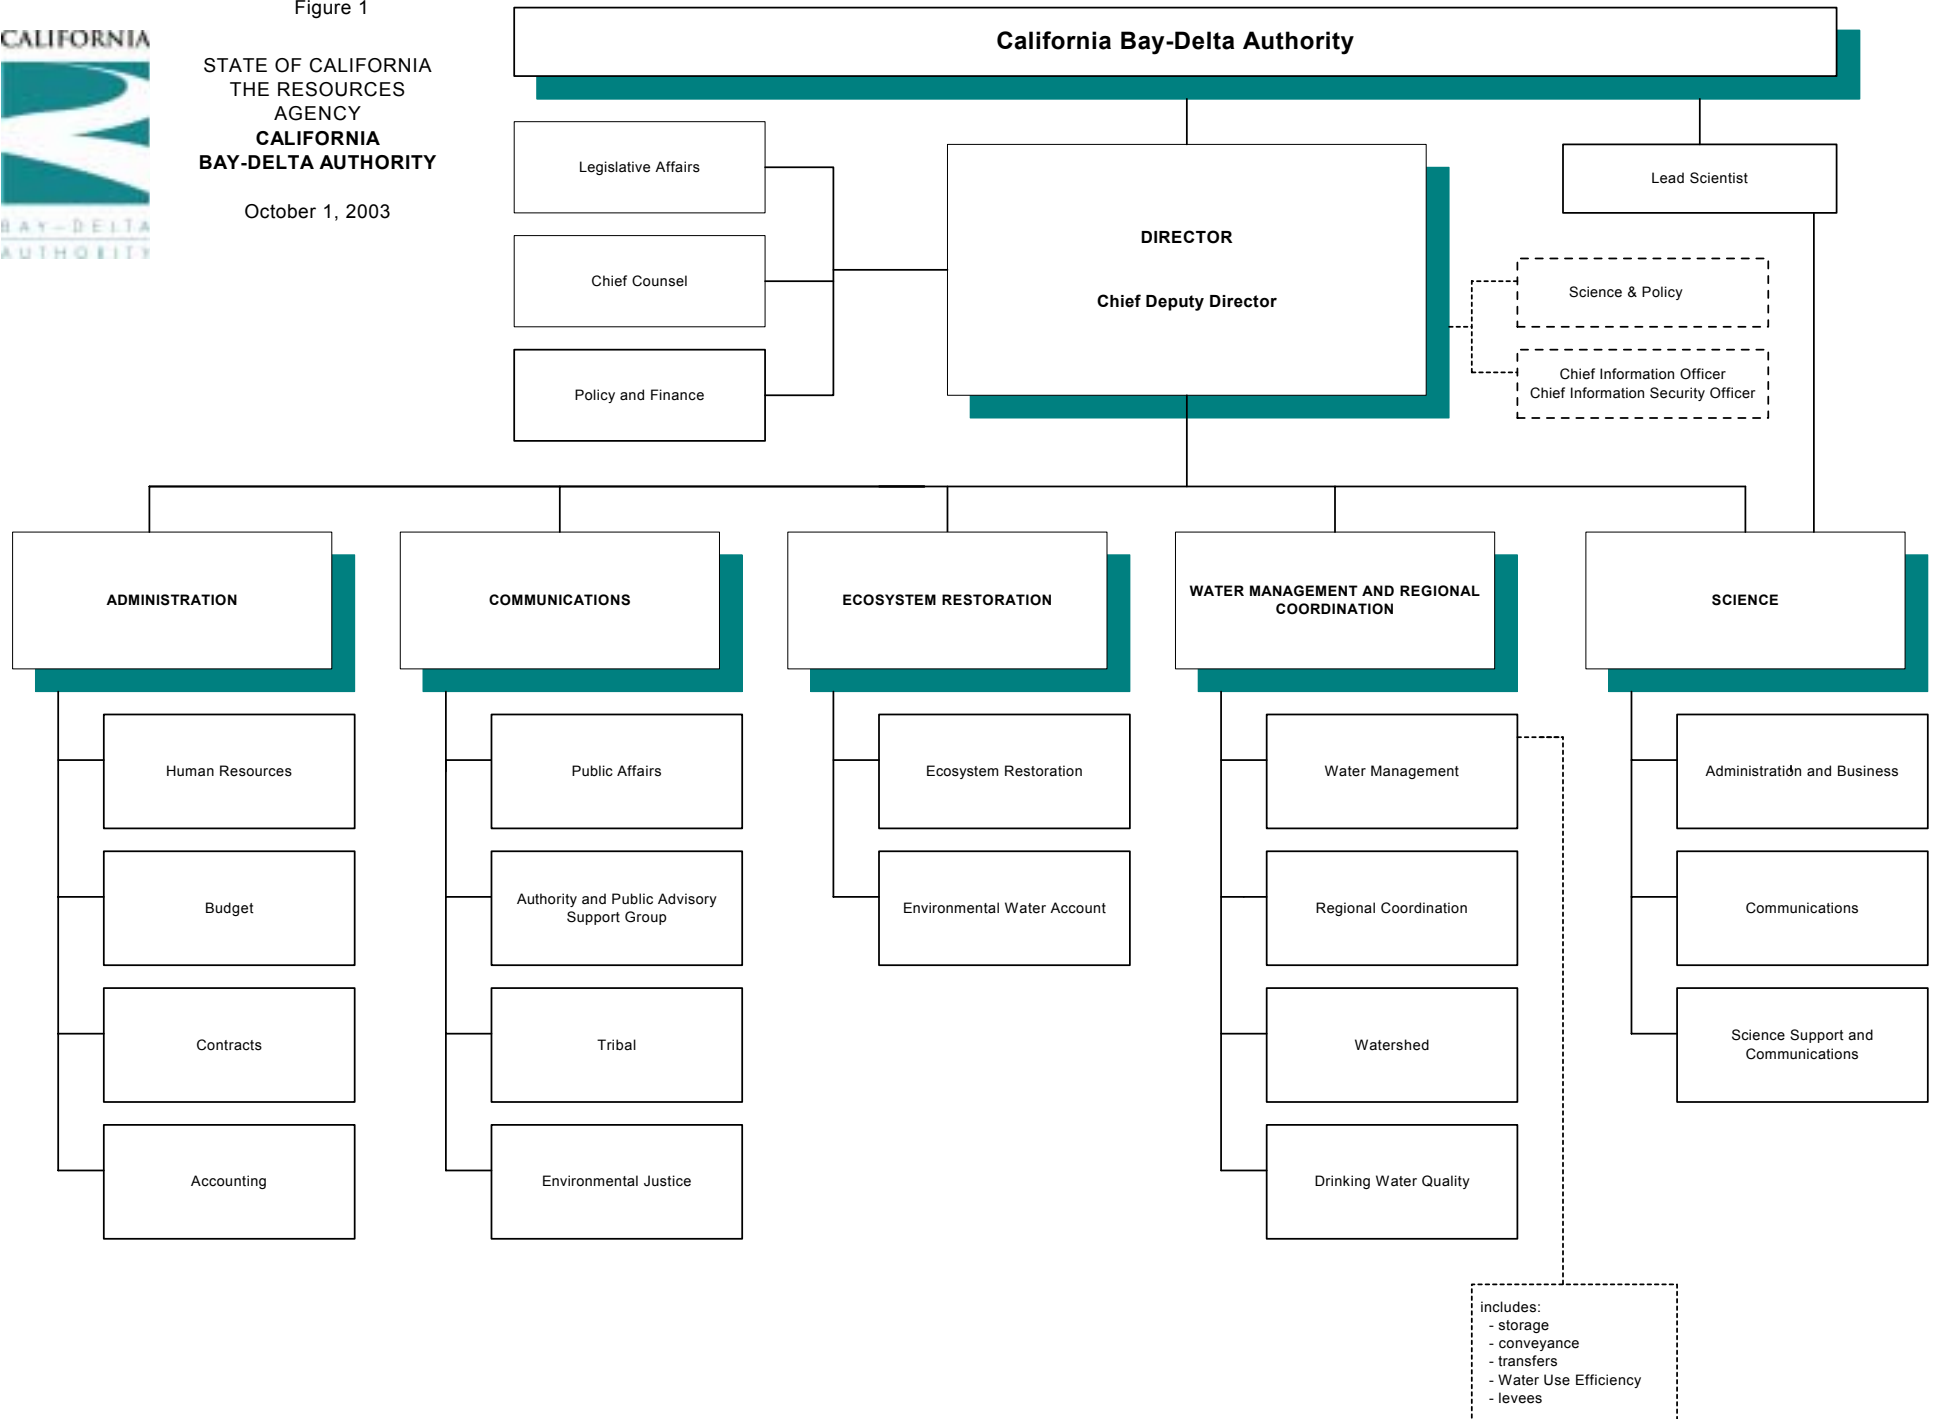 Figure 1
CALIFORNIA
BAY-DELTA
AUTHORITY
STATE OF CALIFORNIA
THE RESOURCES
AGENCY
CALIFORNIA
BAY-DELTA AUTHORITY
October 1, 2003
California Bay-Delta Authority
Legislative Affairs
Chief Counsel
Policy and Finance
DIRECTOR
Chief Deputy Director
Lead Scientist
Science & Policy
Chief Information Officer
Chief Information Security Officer
ADMINISTRATION
COMMUNICATIONS
ECOSYSTEM RESTORATION
WATER MANAGEMENT AND REGIONAL
COORDINATION
SCIENCE
Human Resources
Budget
Contracts
Accounting
Public Affairs
Authority and Public Advisory
Support Group
Tribal
Environmental Justice
Ecosystem Restoration
Environmental Water Account
Water Management
Regional Coordination
Watershed
Drinking Water Quality
Administration and Business
Communications
Science Support and
Communications
includes:
- storage
- conveyance
- transfers
- Water Use Efficiency
- levees